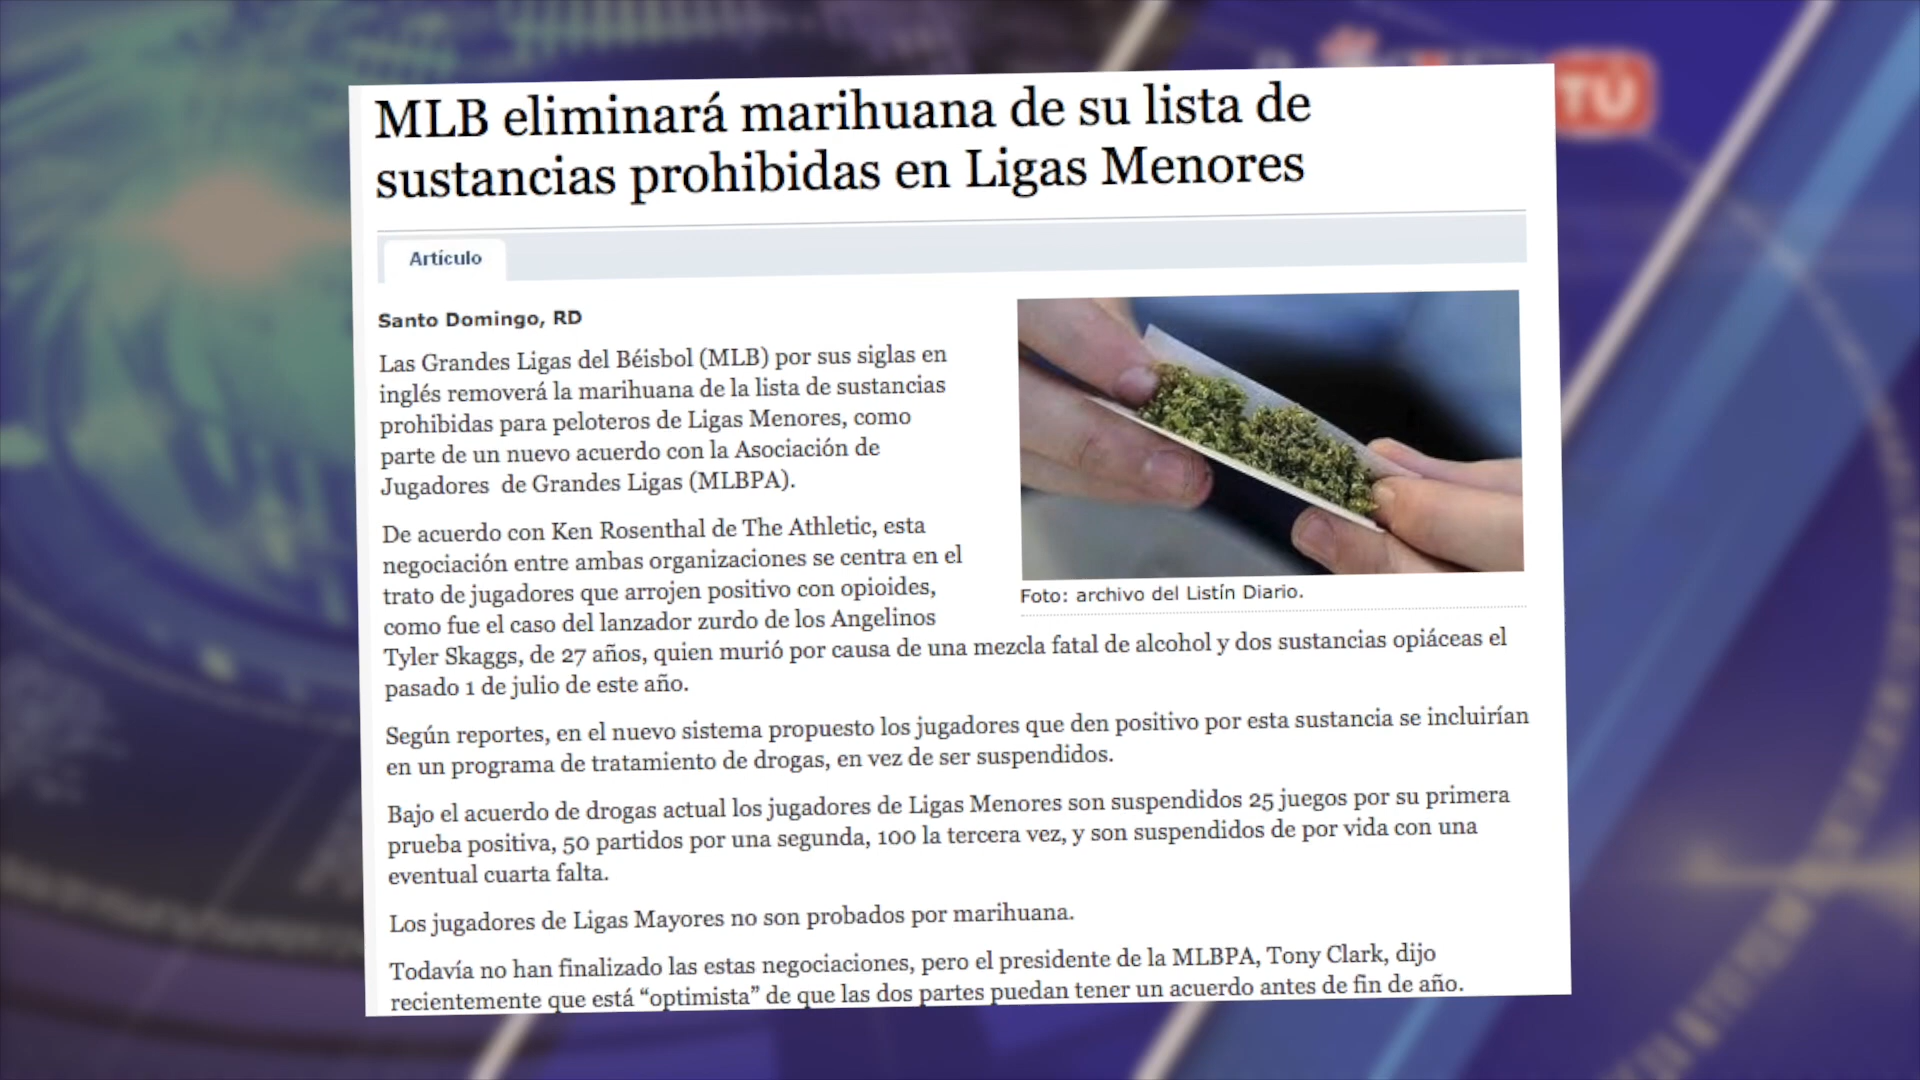 TÚ
MLB eliminará marihuana de su lista de
sustancias prohibidas en Ligas Menores
Artículo
Santo Domingo, RD
Las Grandes Ligas del Béisbol (MLB) por sus siglas en
inglés removerá la marihuana de la lista de sustancias
prohibidas para peloteros de Ligas Menores, como
parte de un nuevo acuerdo con la Asociación de
Jugadores de Grandes Ligas (MLBPA).
De acuerdo con Ken Rosenthal de The Athletic, esta
negociación entre ambas organizaciones se centra en el
trato de jugadores que arrojen positivo con opioides,
como fue el caso del lanzador zurdo de los Angelinos
Tyler Skaggs, de 27 años, quien murió por causa de una mezcla fatal de alcohol y dos sustancias opiáceas el
pasado 1 de julio de este año.
Foto: archivo del Listín Diario.
Según reportes, en el nuevo sistema propuesto los jugadores que den positivo por esta sustancia se incluirían
en un programa de tratamiento de drogas, en vez de ser suspendidos.
Bajo el acuerdo de drogas actual los jugadores de Ligas Menores son suspendidos 25 juegos por su primera
prueba positiva, 50 partidos por una segunda, 100 la tercera vez, y son suspendidos de por vida con una
eventual cuarta falta.
Los jugadores de Ligas Mayores no son probados por marihuana.
Todavía no han finalizado las estas negociaciones, pero el presidente de la MLBPA, Tony Clark, dijo
recientemente que está “optimista” de que las dos partes puedan tener un acuerdo antes de fin de año.